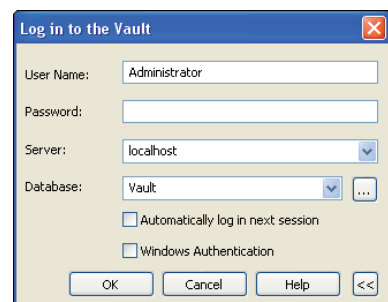 Log in to the Vault
User Name: Administrator
Password:
Server: localhost
Database: Vault ...
Automatically log in next session
Windows Authentication
OK Cancel Help <<